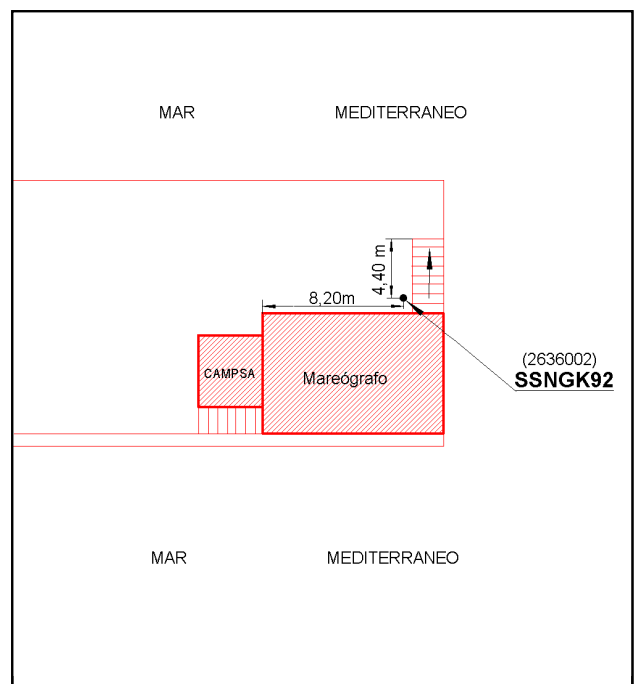 MAR MEDITERRANEO
4,40 m
8,20m
(2636002)
SSNGK92
CAMPSA
Mareógrafo
MAR MEDITERRANEO